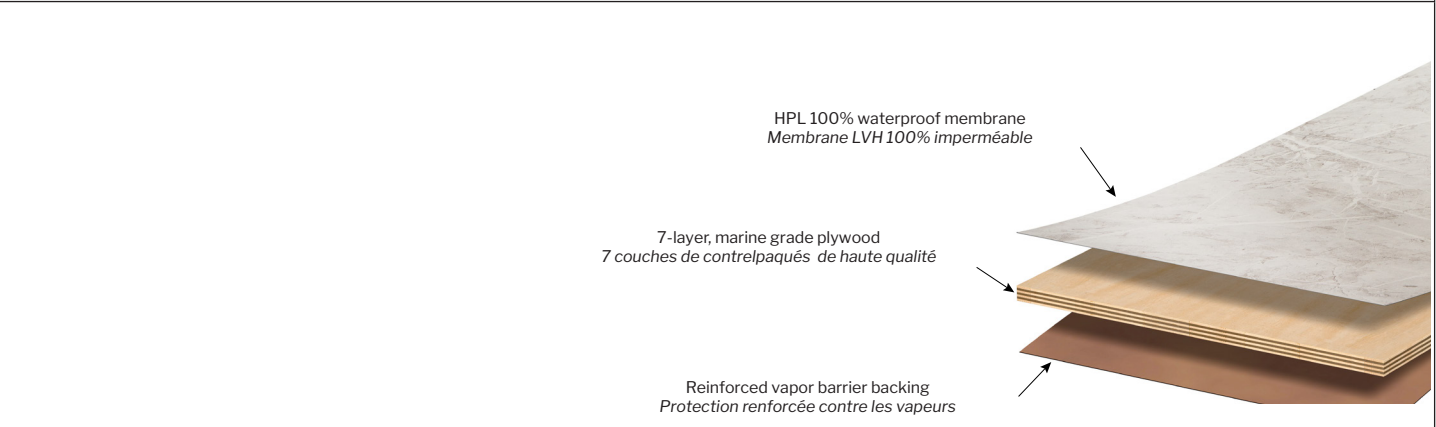 HPL 100% waterproof membrane
Membrane LVH 100% imperméable
7-layer, marine grade plywood
7 couches de contrelpaqués de haute qualité
Reinforced vapor barrier backing
Protection renforcée contre les vapeurs